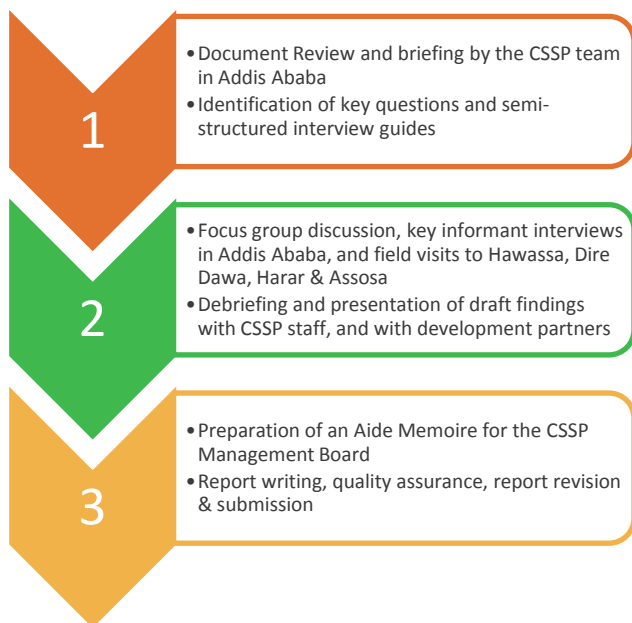 1
•Document Review and briefing by the CSSP team
in Addis Ababa
•Identification of key questions and semi-
structured interview guides
2
•Focus group discussion, key informant interviews
in Addis Ababa, and field visits to Hawassa, Dire
Dawa, Harar & Assosa
•Debriefing and presentation of draft findings
with CSSP staff, and with development partners
3
•Preparation of an Aide Memoire for the CSSP
Management Board
•Report writing, quality assurance, report revision
& submission